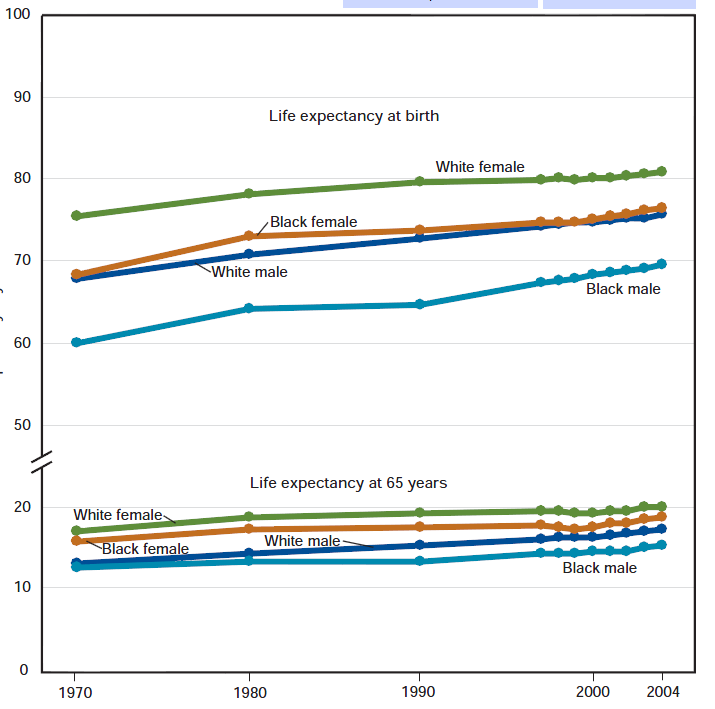 100
90
Life expectancy at birth
White female
80
Black female
70
White male
Black male
60
50
Life expectancy at 65 years
20
White female
White male
Black female
Black male
10
0
1970 1980 1990 2000 2004